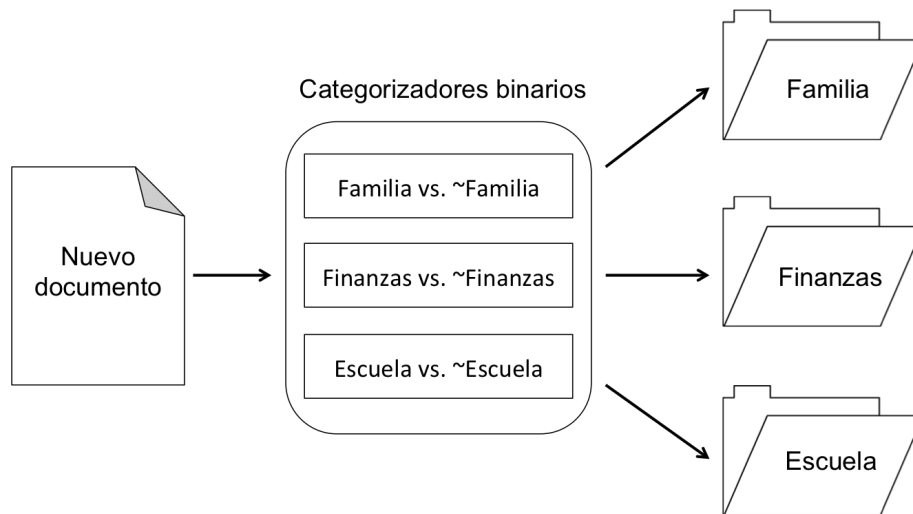 Categorizadores binarios
Nuevo
documento
Familia vs. ~Familia
Finanzas vs. ~Finanzas
Escuela vs. ~Escuela
Familia
Finanzas
Escuela